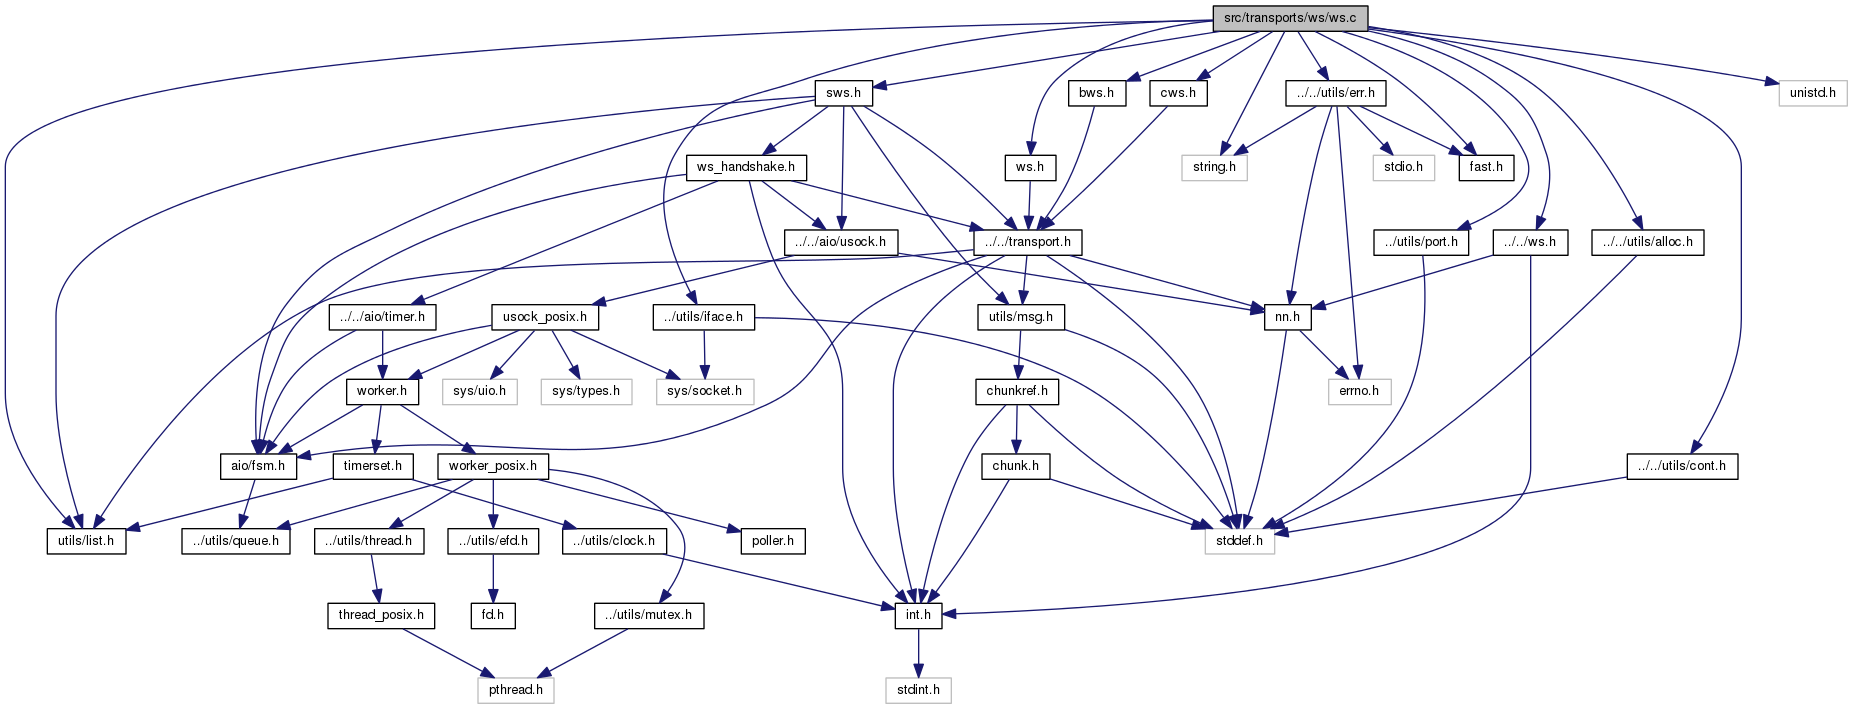 src/transports/ws/ws.c
sws.h
bws.h
cws.h
../../utils/err.h
unistd.h
ws_handshake.h
ws.h
string.h
stdio.h
fast.h
../../aio/usock.h
../../transport.h
../utils/port.h
../../ws.h
../../utils/alloc.h
../../aio/timer.h
usock_posix.h
../utils/iface.h
utils/msg.h
nn.h
worker.h
sys/uio.h
sys/types.h
sys/socket.h
chunkref.h
errno.h
aio/fsm.h
timerset.h
worker_posix.h
chunk.h
../../utils/cont.h
utils/list.h
../utils/queue.h
../utils/thread.h
../utils/efd.h
../utils/clock.h
poller.h
stddef.h
thread_posix.h
fd.h
../utils/mutex.h
int.h
pthread.h
stdint.h